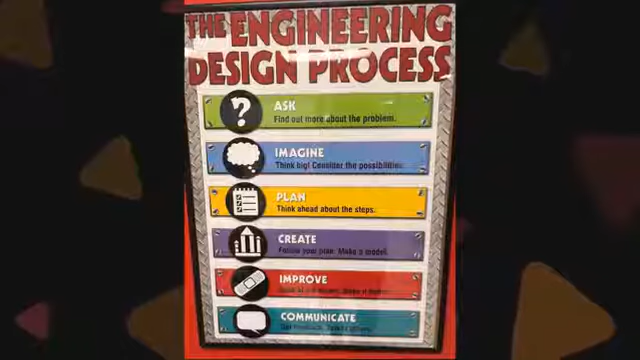 THE ENGINEERING
DESIGN PROCESS
ASK
Find out more about the problem.
IMAGINE
Think big! Consider the possibilities.
PLAN
Think ahead about the steps.
CREATE
Follow your plan. Make a model.
IMPROVE
COMMUNICATE